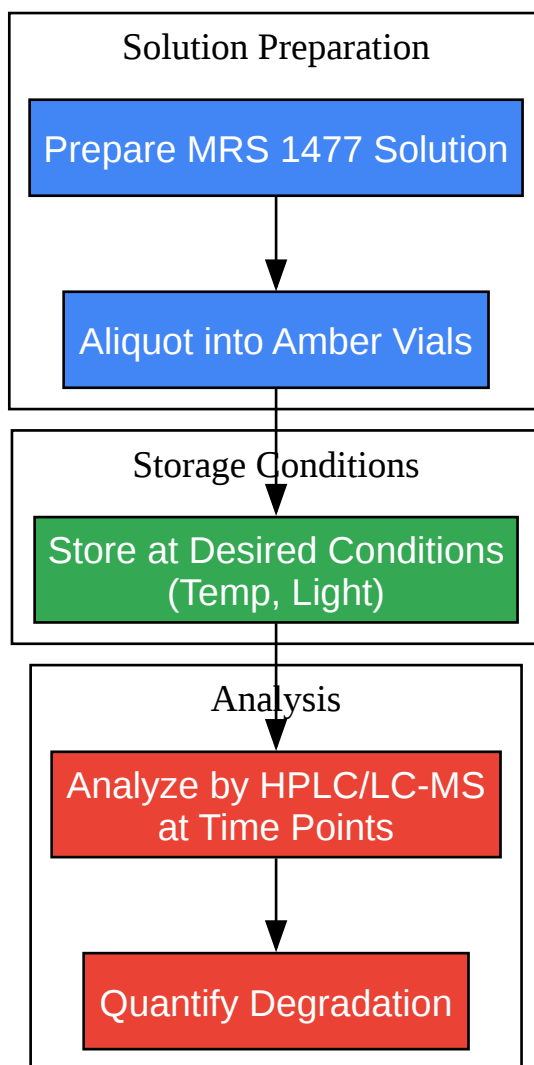 Solution Preparation
Prepare MRS 1477 Solution
Aliquot into Amber Vials
Storage Conditions
Store at Desired Conditions
(Temp, Light)
Analysis
Analyze by HPLC/LC-MS
at Time Points
Quantify Degradation